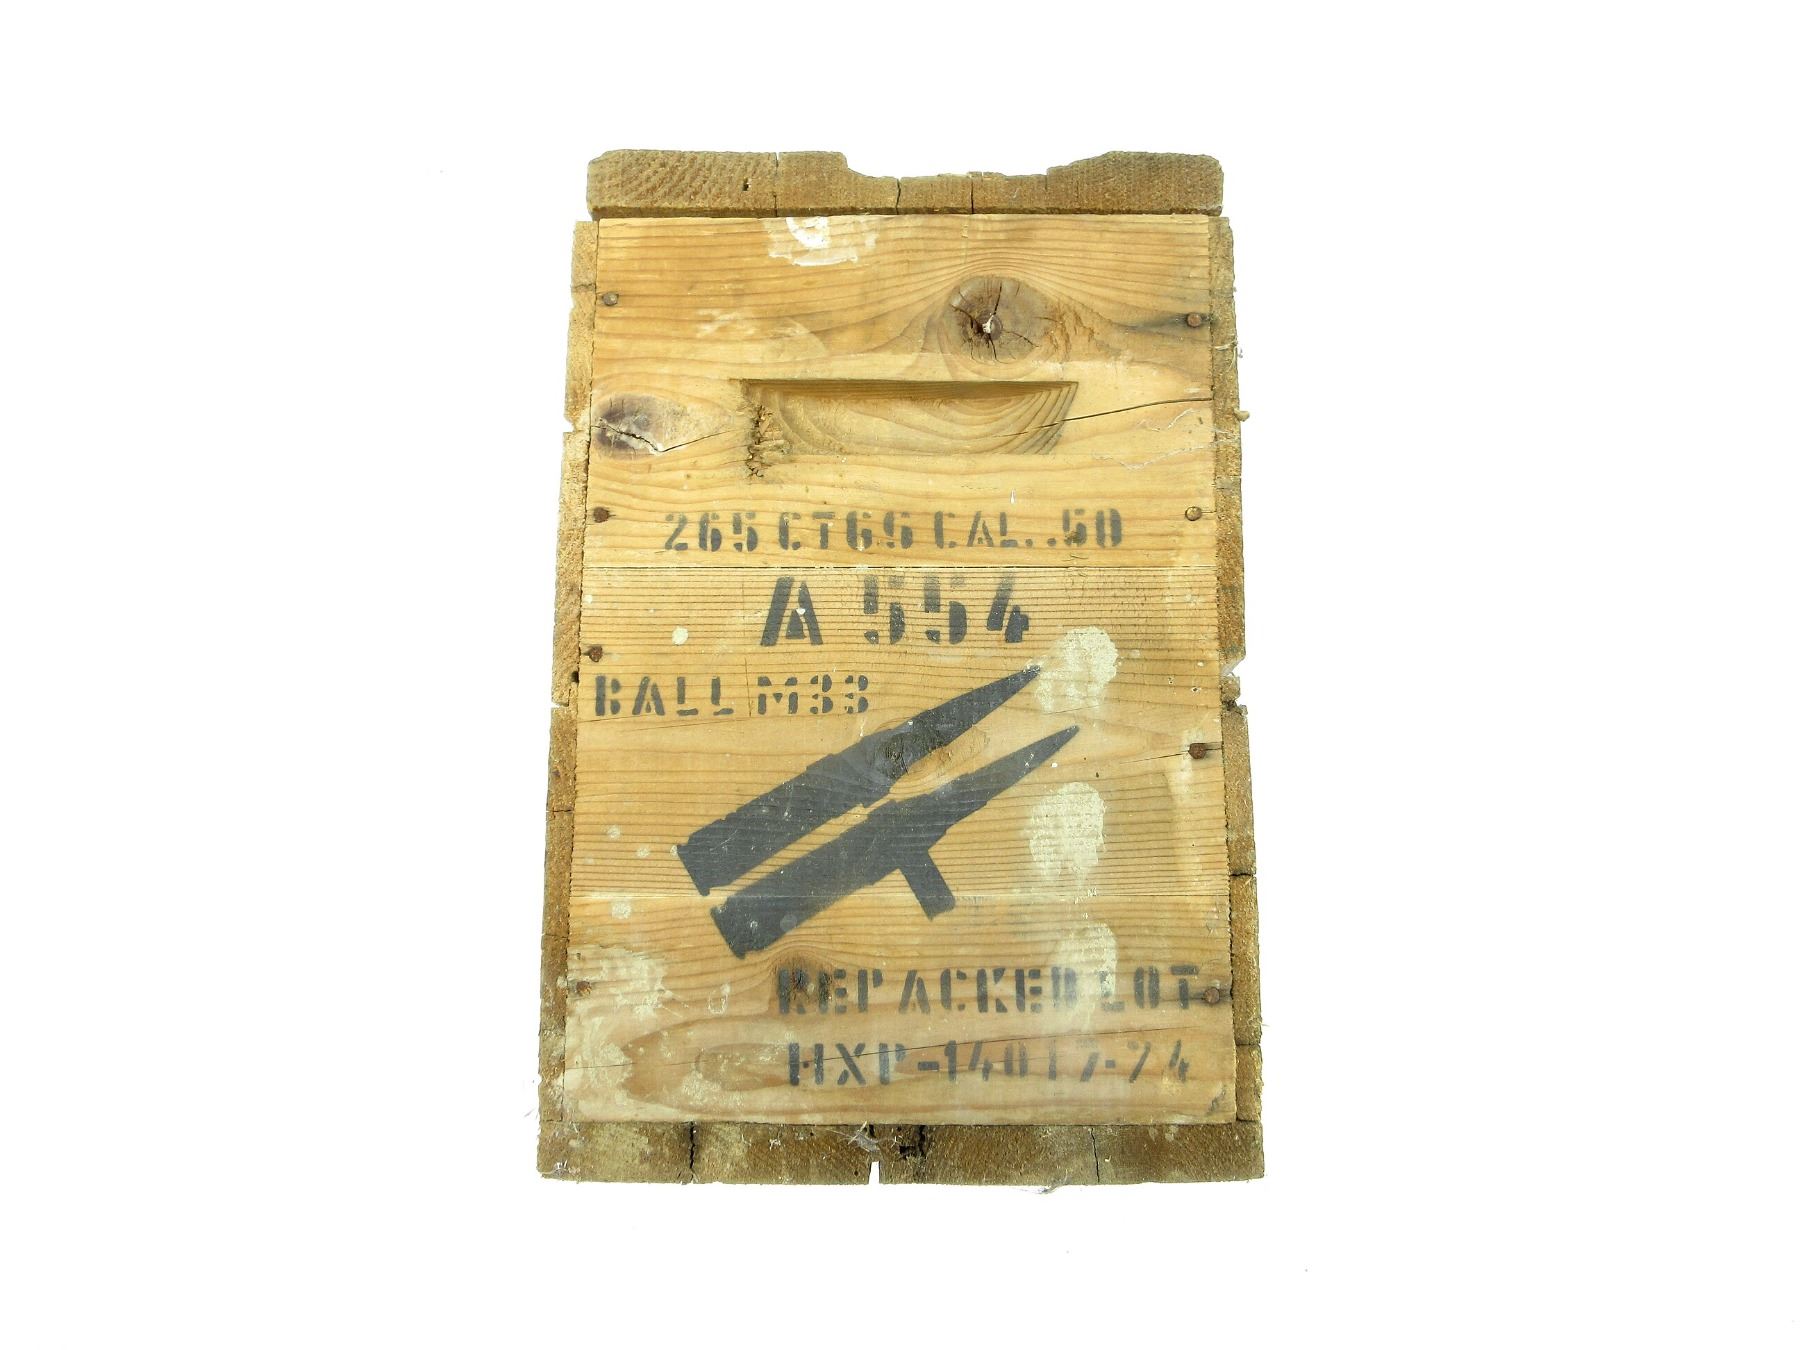 265 CTGS CAL. .50
A 554
BALL M33
REPACKED LOT
HXP-14017-74